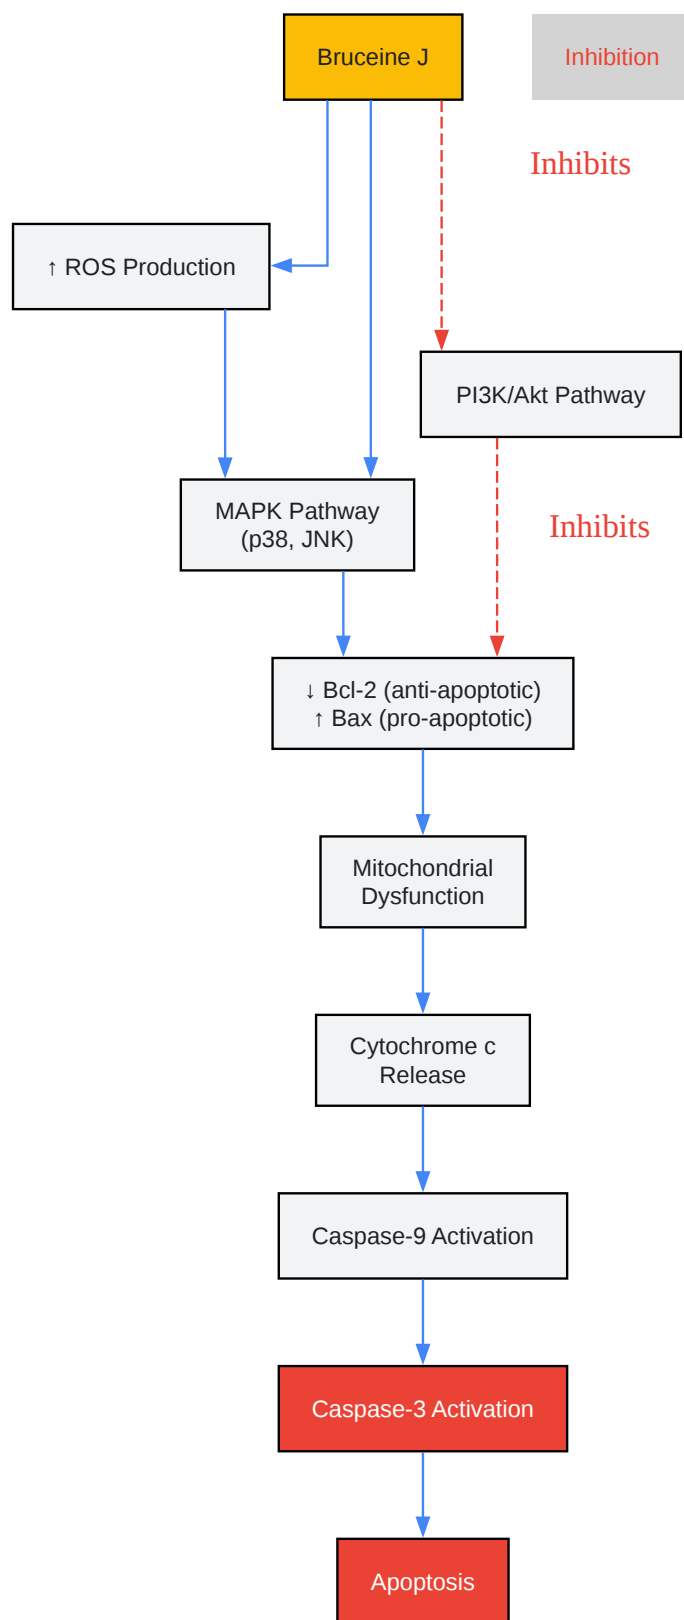 Bruceine J
Inhibition
Inhibits
↑ ROS Production
PI3K/Akt Pathway
MAPK Pathway
(p38, JNK)
Inhibits
↓ Bcl-2 (anti-apoptotic)
↑ Bax (pro-apoptotic)
Mitochondrial
Dysfunction
Cytochrome c
Release
Caspase-9 Activation
Caspase-3 Activation
Apoptosis